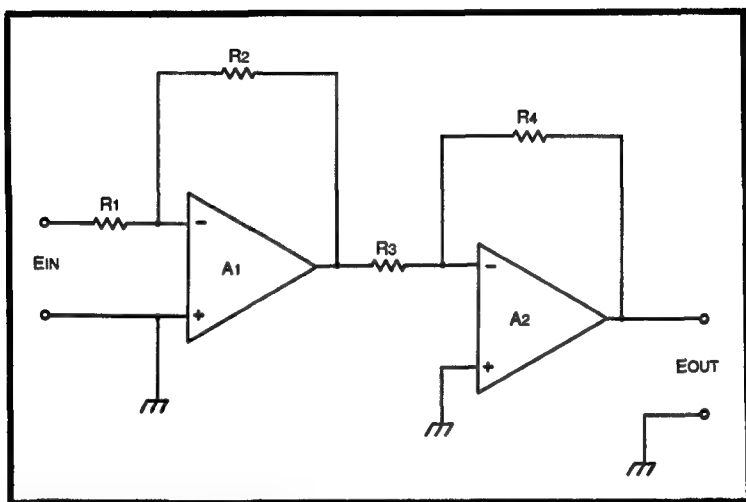 R2
R4
R1
−
R3
EIN
A1
−
+
A2
+
EOUT